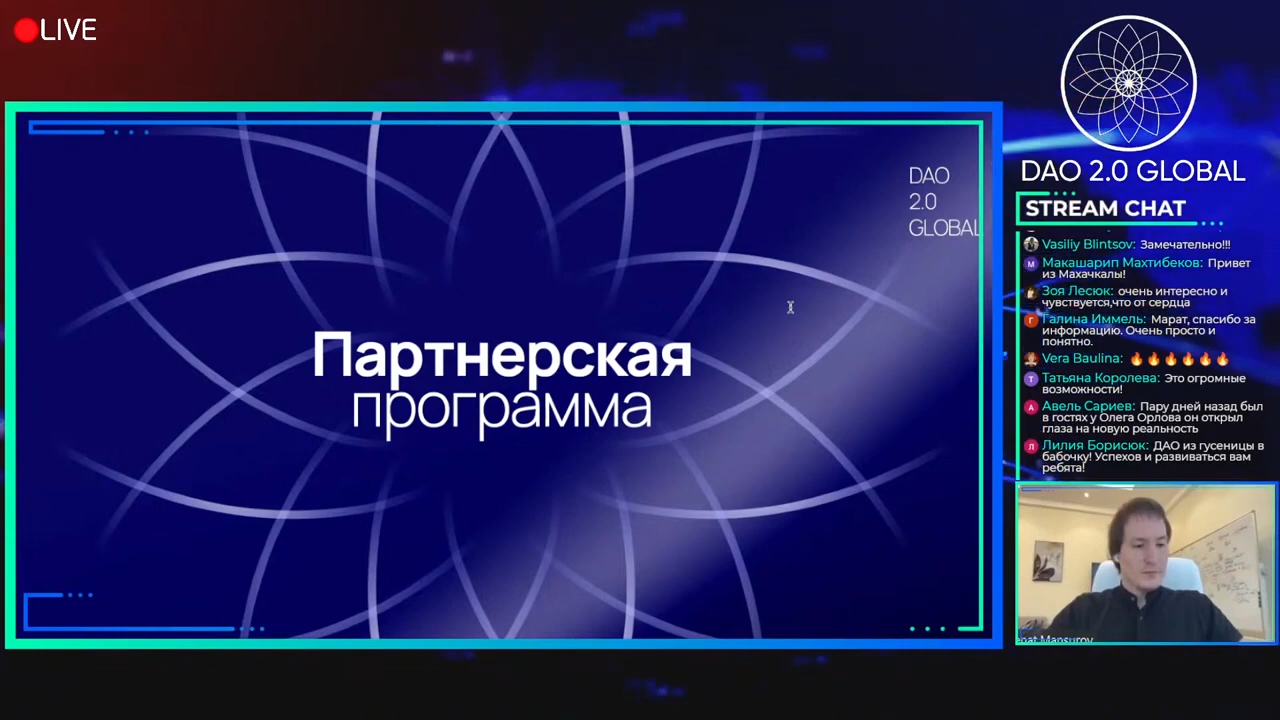 LIVE
DAO 2.0 GLOBAL
STREAM CHAT
DAO
2.0
GLOBAL
Партнерская
программа
Vasiliy Blintsov: Замечательно!!!
М
Макашарип Махтибеков: Привет
из Махачкалы!
Зоя Лесюк: очень интересно и
чувствуется,что от сердца
Г
Галина Иммель: Марат, спасибо за
информацию. Очень просто и
понятно.
Vera Baulina: 🔥🔥🔥🔥🔥🔥
Т
Татьяна Королева: Это огромные
возможности!
А
Авель Сариев: Пару дней назад был
в гостях у Олега Орлова он открыл
глаза на новую реальность
Л
Лилия Борисюк: ДАО из гусеницы в
бабочку! Успехов и развиваться вам
ребята!
enat Mansurov